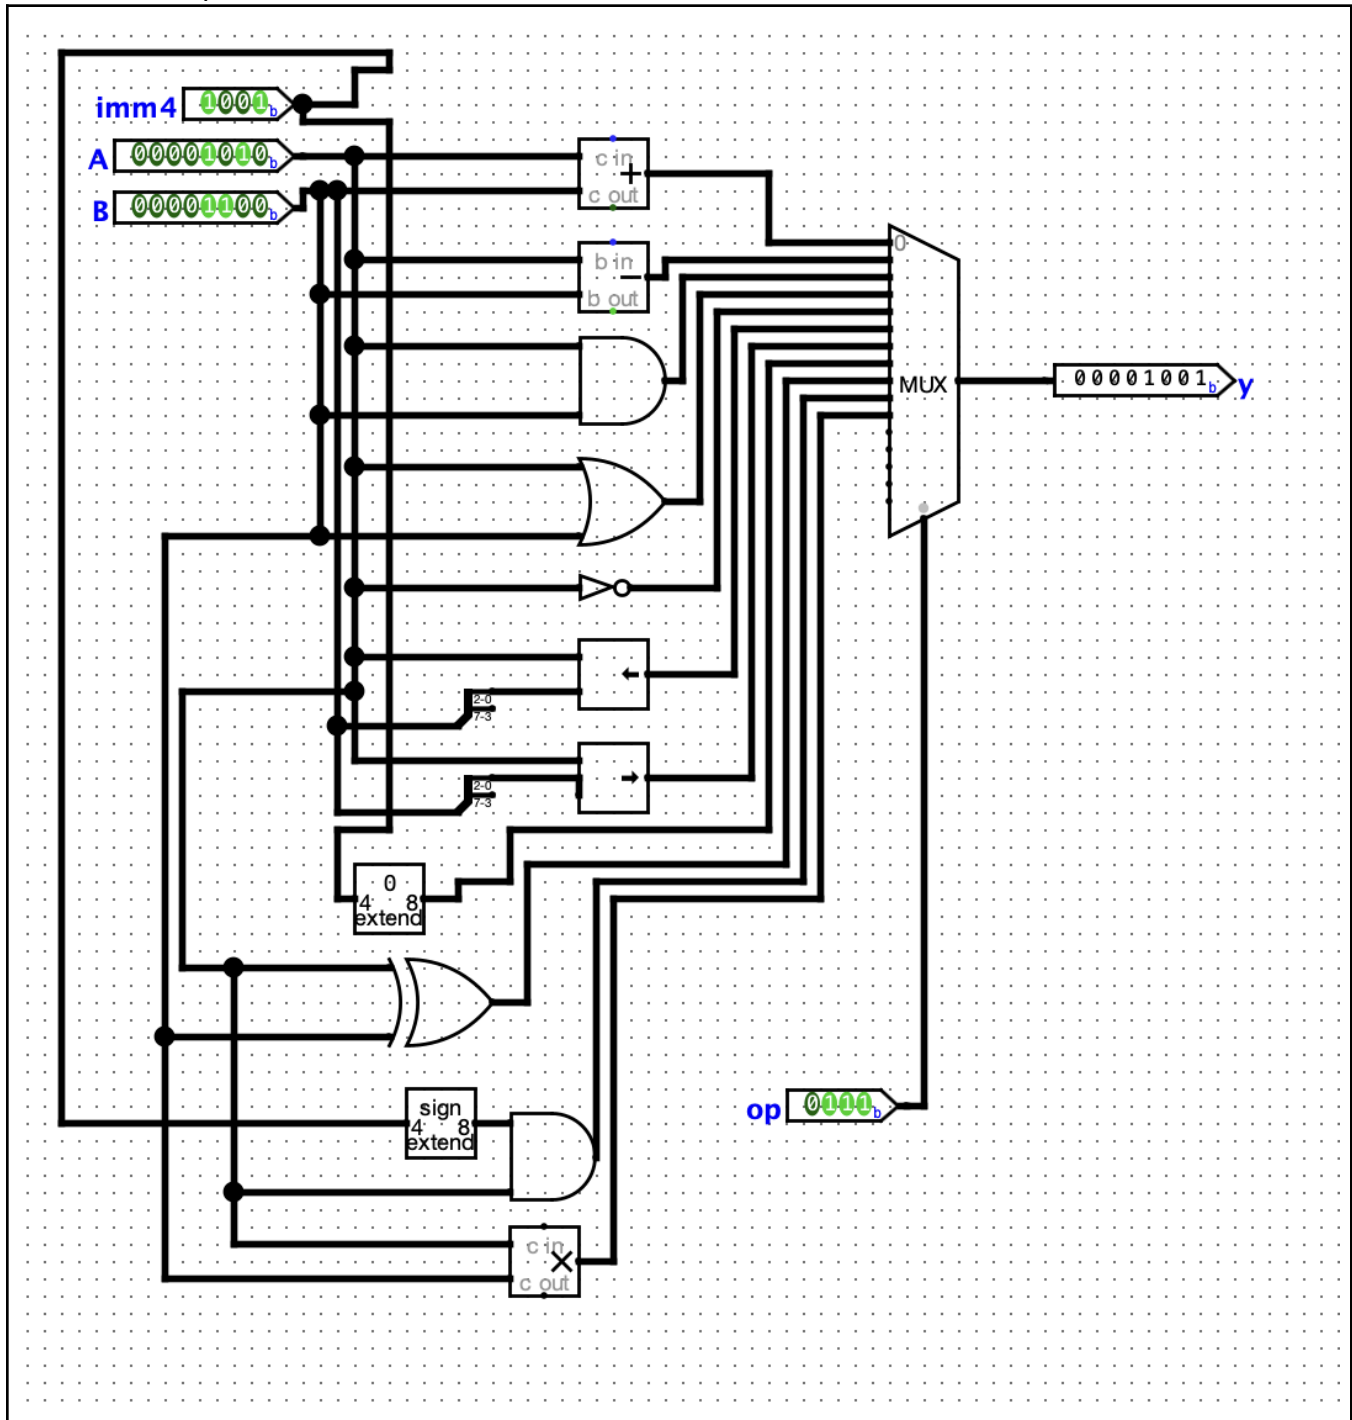 imm4 1001b
A 00001010b
B 00001100b
c in
+
c out
0
b in
−
b out
MUX
00001001b y
2-0
7-3
2-0
7-3
0
4 8
extend
sign
4 8
extend
op 0111b
c in
×
c out